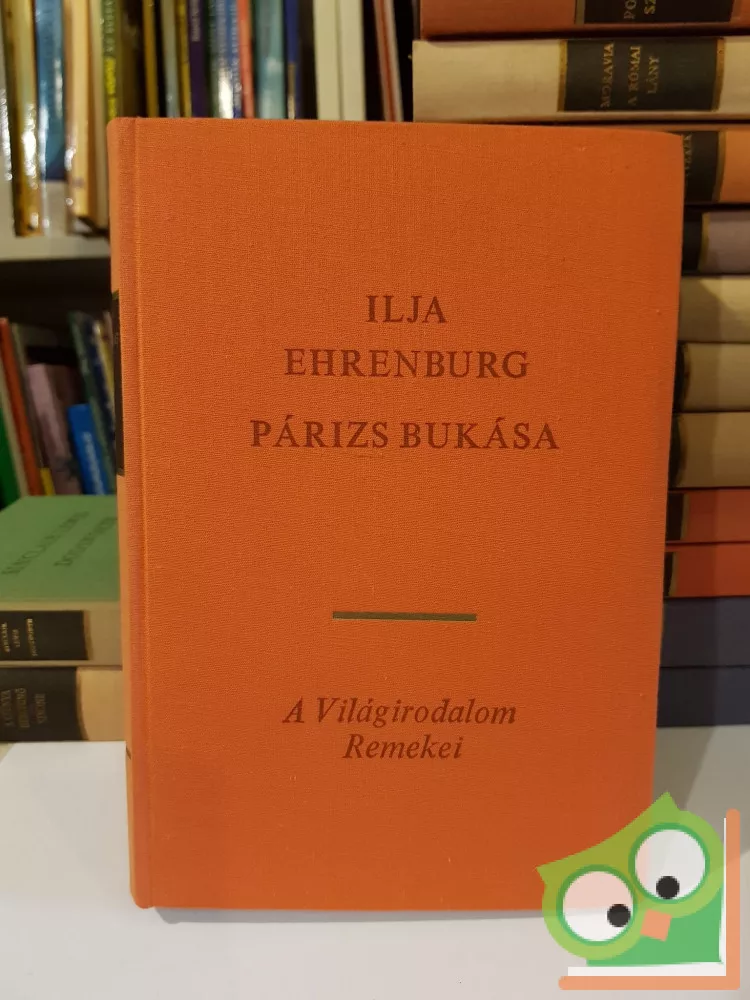 ILJA
EHRENBURG
PÁRIZS BUKÁSA
A Világirodalom
Remekei
MORAVIA
A RÓMAI
LÁNY